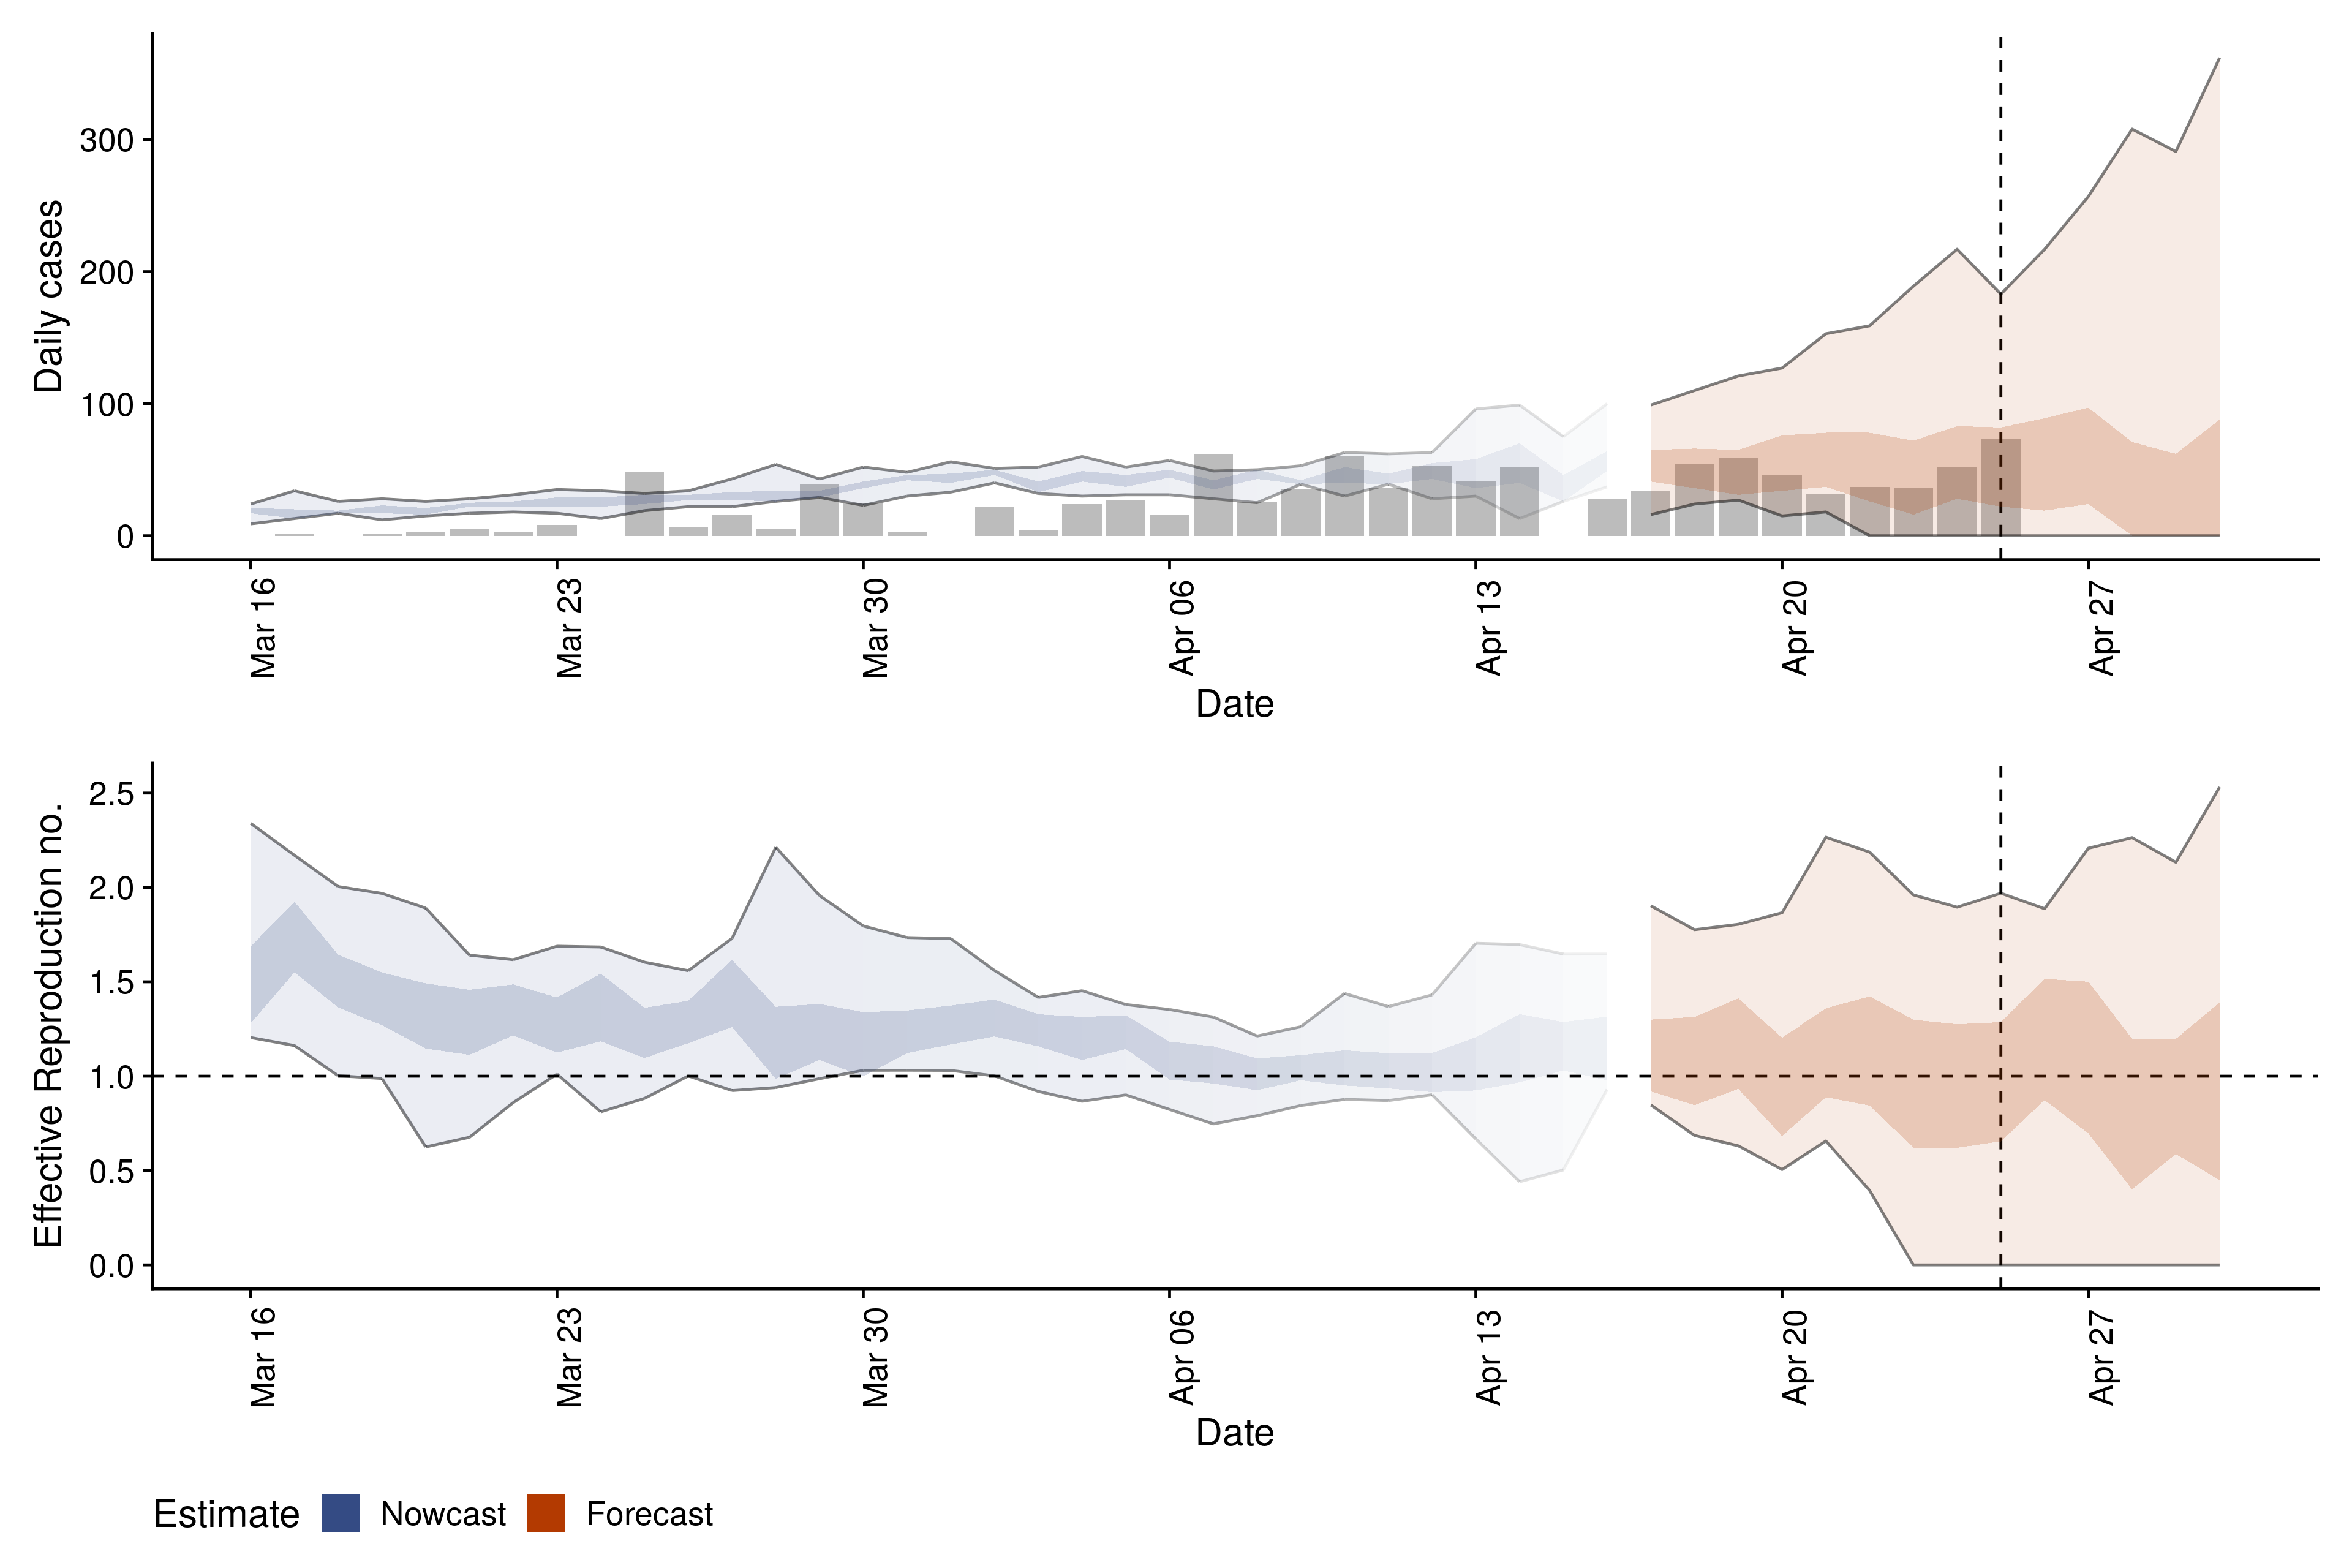 Daily cases
300
200
100
0
Mar 16
Mar 23
Mar 30
Apr 06
Apr 13
Apr 20
Apr 27
Date
Effective Reproduction no.
2.5
2.0
1.5
1.0
0.5
0.0
Mar 16
Mar 23
Mar 30
Apr 06
Apr 13
Apr 20
Apr 27
Date
Estimate Nowcast Forecast